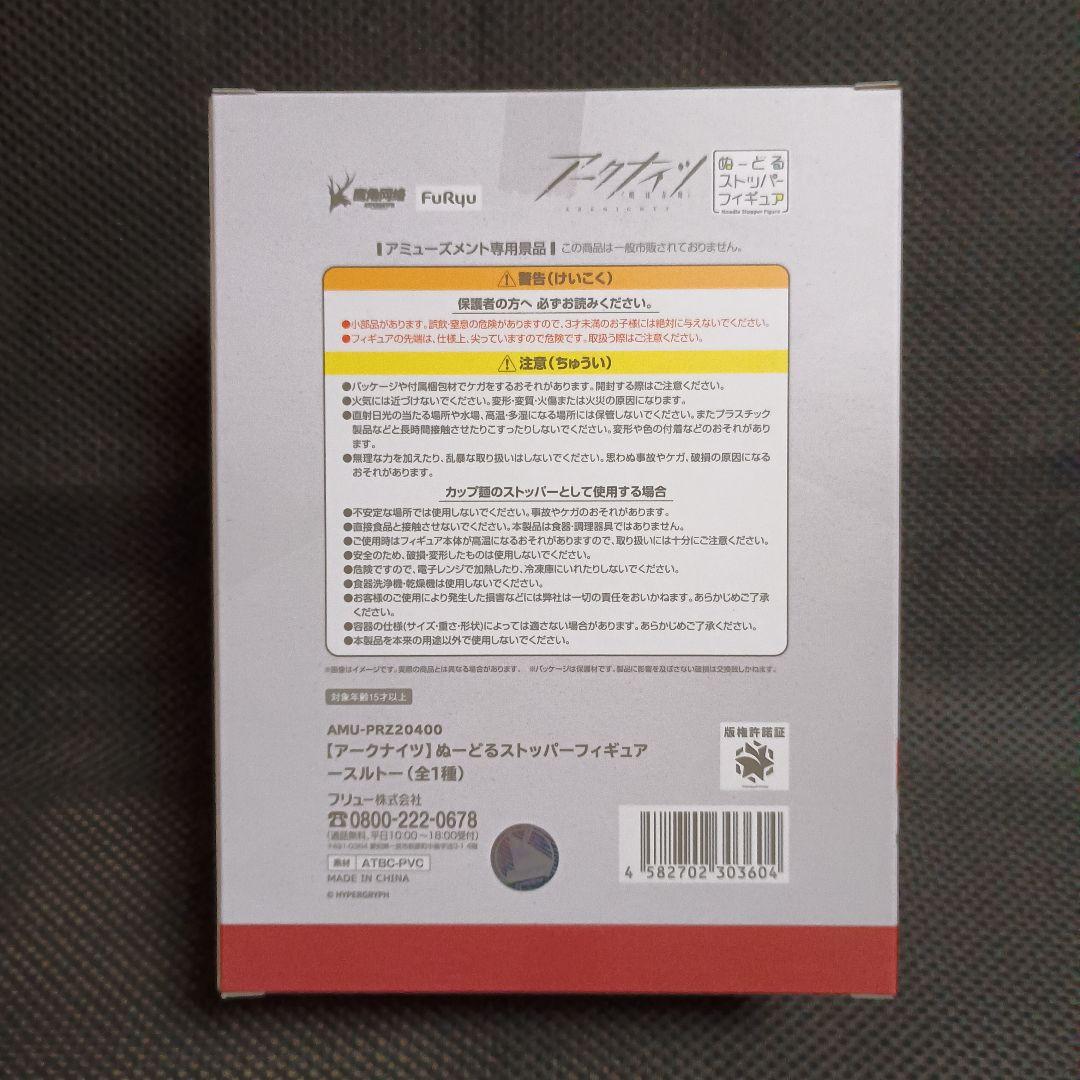 鷹角网络
FuRyu
アークナイツ
ARKNIGHTS
ぬーどる
ストッパー
フィギュア
Noodle Stopper Figure
アミューズメント専用景品 この商品は一般市販されておりません。
警告(けいこく)
保護者の方へ 必ずお読みください。
●小部品があります。誤飲・窒息の危険がありますので、3才未満のお子様には絶対に与えないでください。
●フィギュアの先端は、仕様上、尖っていますので危険です。取扱う際はご注意ください。
注意(ちゅうい)
●パッケージや付属梱包材でケガをするおそれがあります。開封する際はご注意ください。
●火気には近づけないでください。変形・変質・火傷または火災の原因になります。
●直射日光の当たる場所や水場、高温・多湿になる場所には保管しないでください。またプラスチック
製品などと長時間接触させたりこすったりしないでください。変形や色の付着などのおそれがあり
ます。
●無理な力を加えたり、乱暴な取り扱いはしないでください。思わぬ事故やケガ、破損の原因になる
おそれがあります。
カップ麺のストッパーとして使用する場合
●不安定な場所では使用しないでください。事故やケガのおそれがあります。
●直接食品と接触させないでください。本製品は食器・調理器具ではありません。
●ご使用時はフィギュア本体が高温になるおそれがありますので、取り扱いには十分にご注意ください。
●安全のため、破損・変形したものは使用しないでください。
●危険ですので、電子レンジで加熱したり、冷凍庫にいれたりしないでください。
●食器洗浄機・乾燥機は使用しないでください。
●お客様のご使用により発生した損害などには弊社は一切の責任をおいかねます。あらかじめご了承
ください。
●容器の仕様(サイズ・重さ・形状)によっては適さない場合があります。あらかじめご了承ください。
●本製品を本来の用途以外で使用しないでください。
※画像はイメージです。実際の商品とは異なる場合があります。 ※パッケージは保護材です。製品に影響を及ぼさない破損は交換致しかねます。
対象年齢15才以上
AMU-PRZ20400
【アークナイツ】ぬーどるストッパーフィギュア
ースルトー(全1種)
版権許諾証
フリュー株式会社
☎0800-222-0678
(通話無料、平日10:00～18:00受付)
素材 ATBC-PVC
MADE IN CHINA
© HYPERGRYPH
4 582702 303604